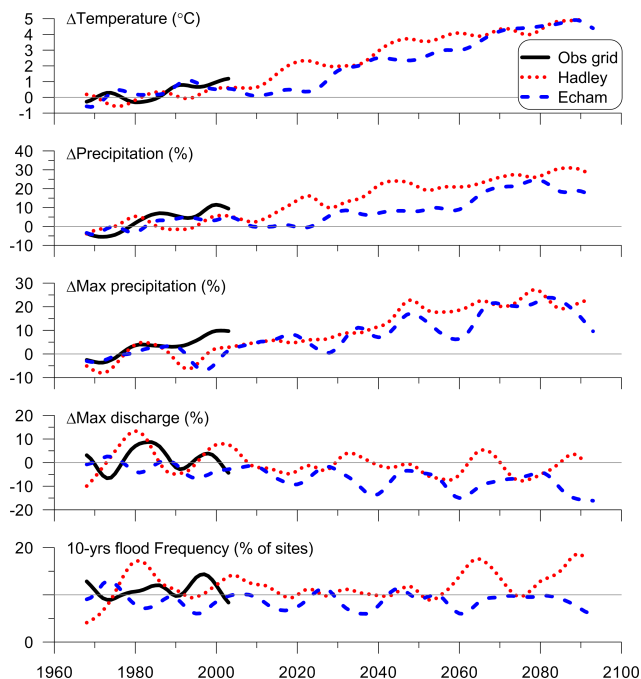 ΔTemperature (°C)
5
4
3
2
1
0
-1
Obs grid
Hadley
Echam
ΔPrecipitation (%)
40
30
20
10
0
-10
ΔMax precipitation (%)
30
20
10
0
-10
ΔMax discharge (%)
20
10
0
-10
-20
10-yrs flood Frequency (% of sites)
20
10
0
1960 1980 2000 2020 2040 2060 2080 2100